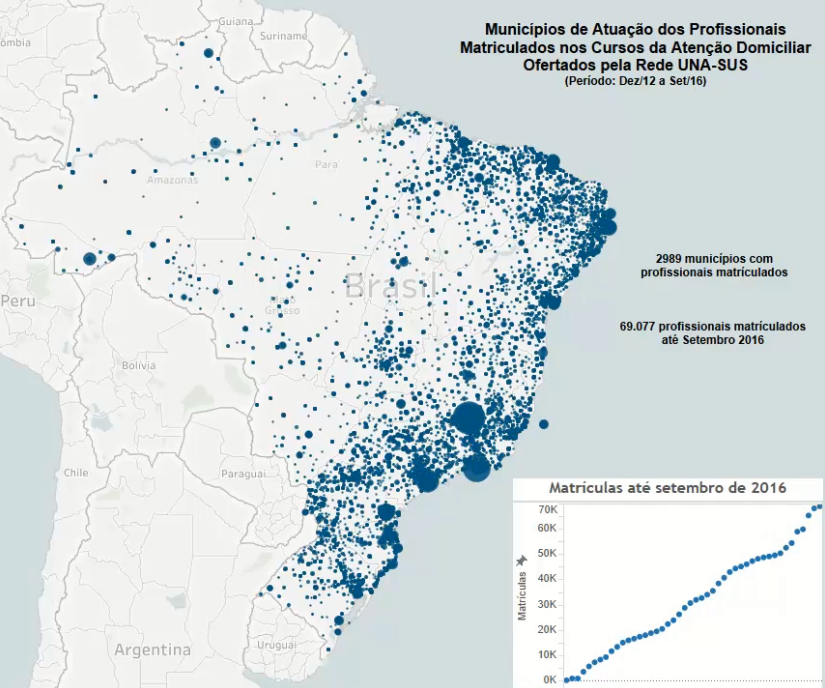 Municípios de Atuação dos Profissionais
Matriculados nos Cursos da Atenção Domiciliar
Ofertados pela Rede UNA-SUS
(Período: Dez/12 a Set/16)
Guiana
Suriname
ômbia
Para
Amazonas
2989 municípios com
profissionais matrículados
Brasil
Peru
Mato
Grosso
69.077 profissionais matrículados
até Setembro 2016
Bolívia
Chile
Paraguai
Argentina
Uruguai
Matrículas até setembro de 2016
70K
60K
50K
40K
30K
20K
10K
0K
Matrículas